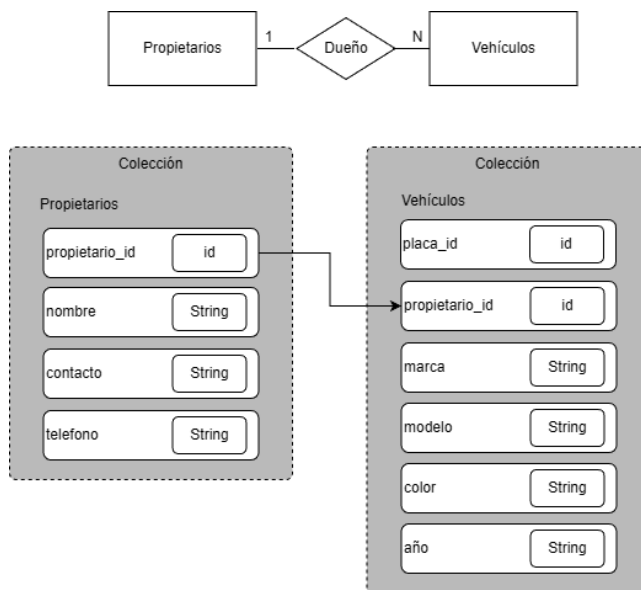 Propietarios 1 Dueño N Vehículos
Colección
Propietarios
propietario_id id
nombre String
contacto String
telefono String
Colección
Vehículos
placa_id id
propietario_id id
marca String
modelo String
color String
año String